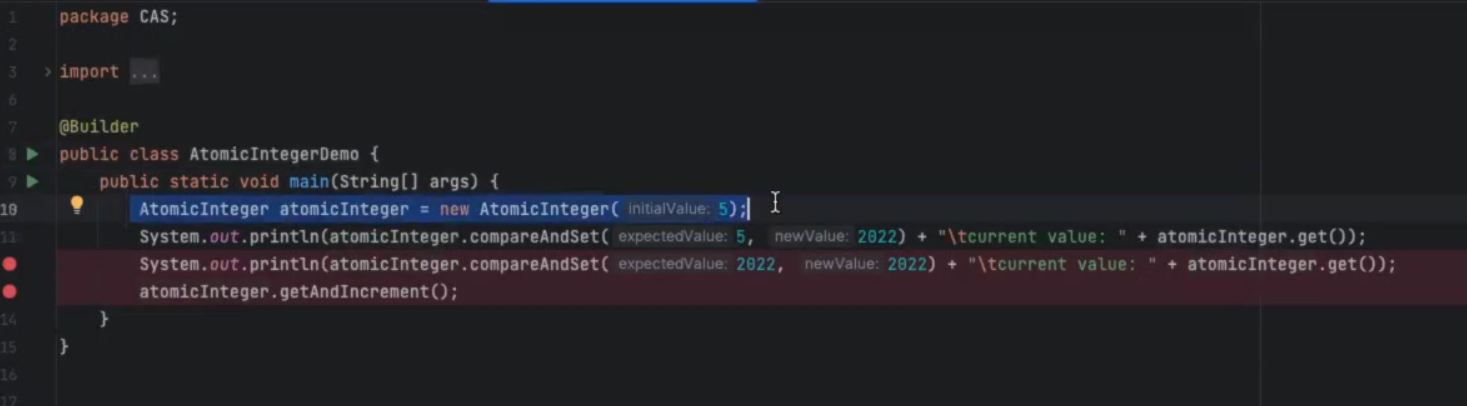 1 package CAS;
2
3 import ...
6
7 @Builder
8 public class AtomicIntegerDemo {
9 public static void main(String[] args) {
10 AtomicInteger atomicInteger = new AtomicInteger( initialValue: 5);
11 System.out.println(atomicInteger.compareAndSet( expectedValue: 5, newValue: 2022) + "\tcurrent value: " + atomicInteger.get());
System.out.println(atomicInteger.compareAndSet( expectedValue: 2022, newValue: 2022) + "\tcurrent value: " + atomicInteger.get());
atomicInteger.getAndIncrement();
14 }
15 }
16
17